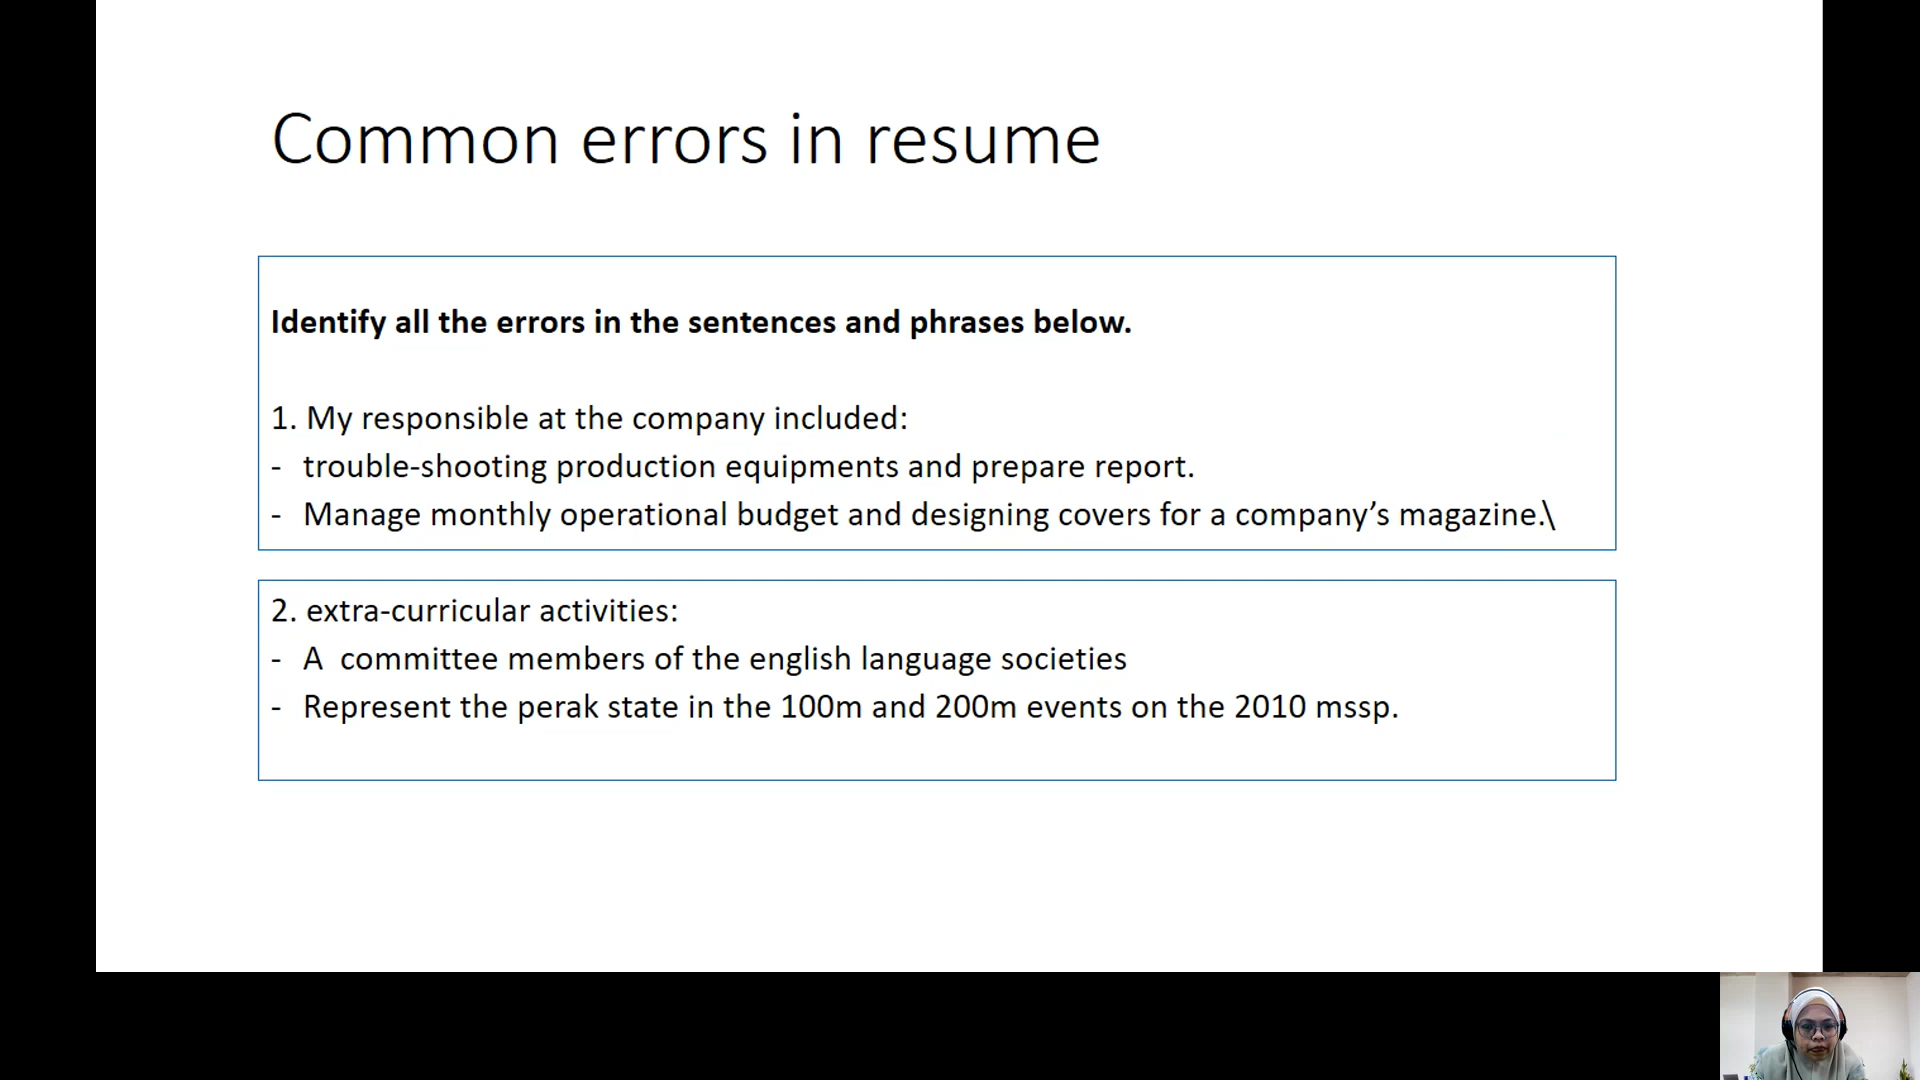 Common errors in resume
Identify all the errors in the sentences and phrases below.
1. My responsible at the company included:
- trouble-shooting production equipments and prepare report.
- Manage monthly operational budget and designing covers for a company’s magazine.\
2. extra-curricular activities:
- A  committee members of the english language societies
- Represent the perak state in the 100m and 200m events on the 2010 mssp.